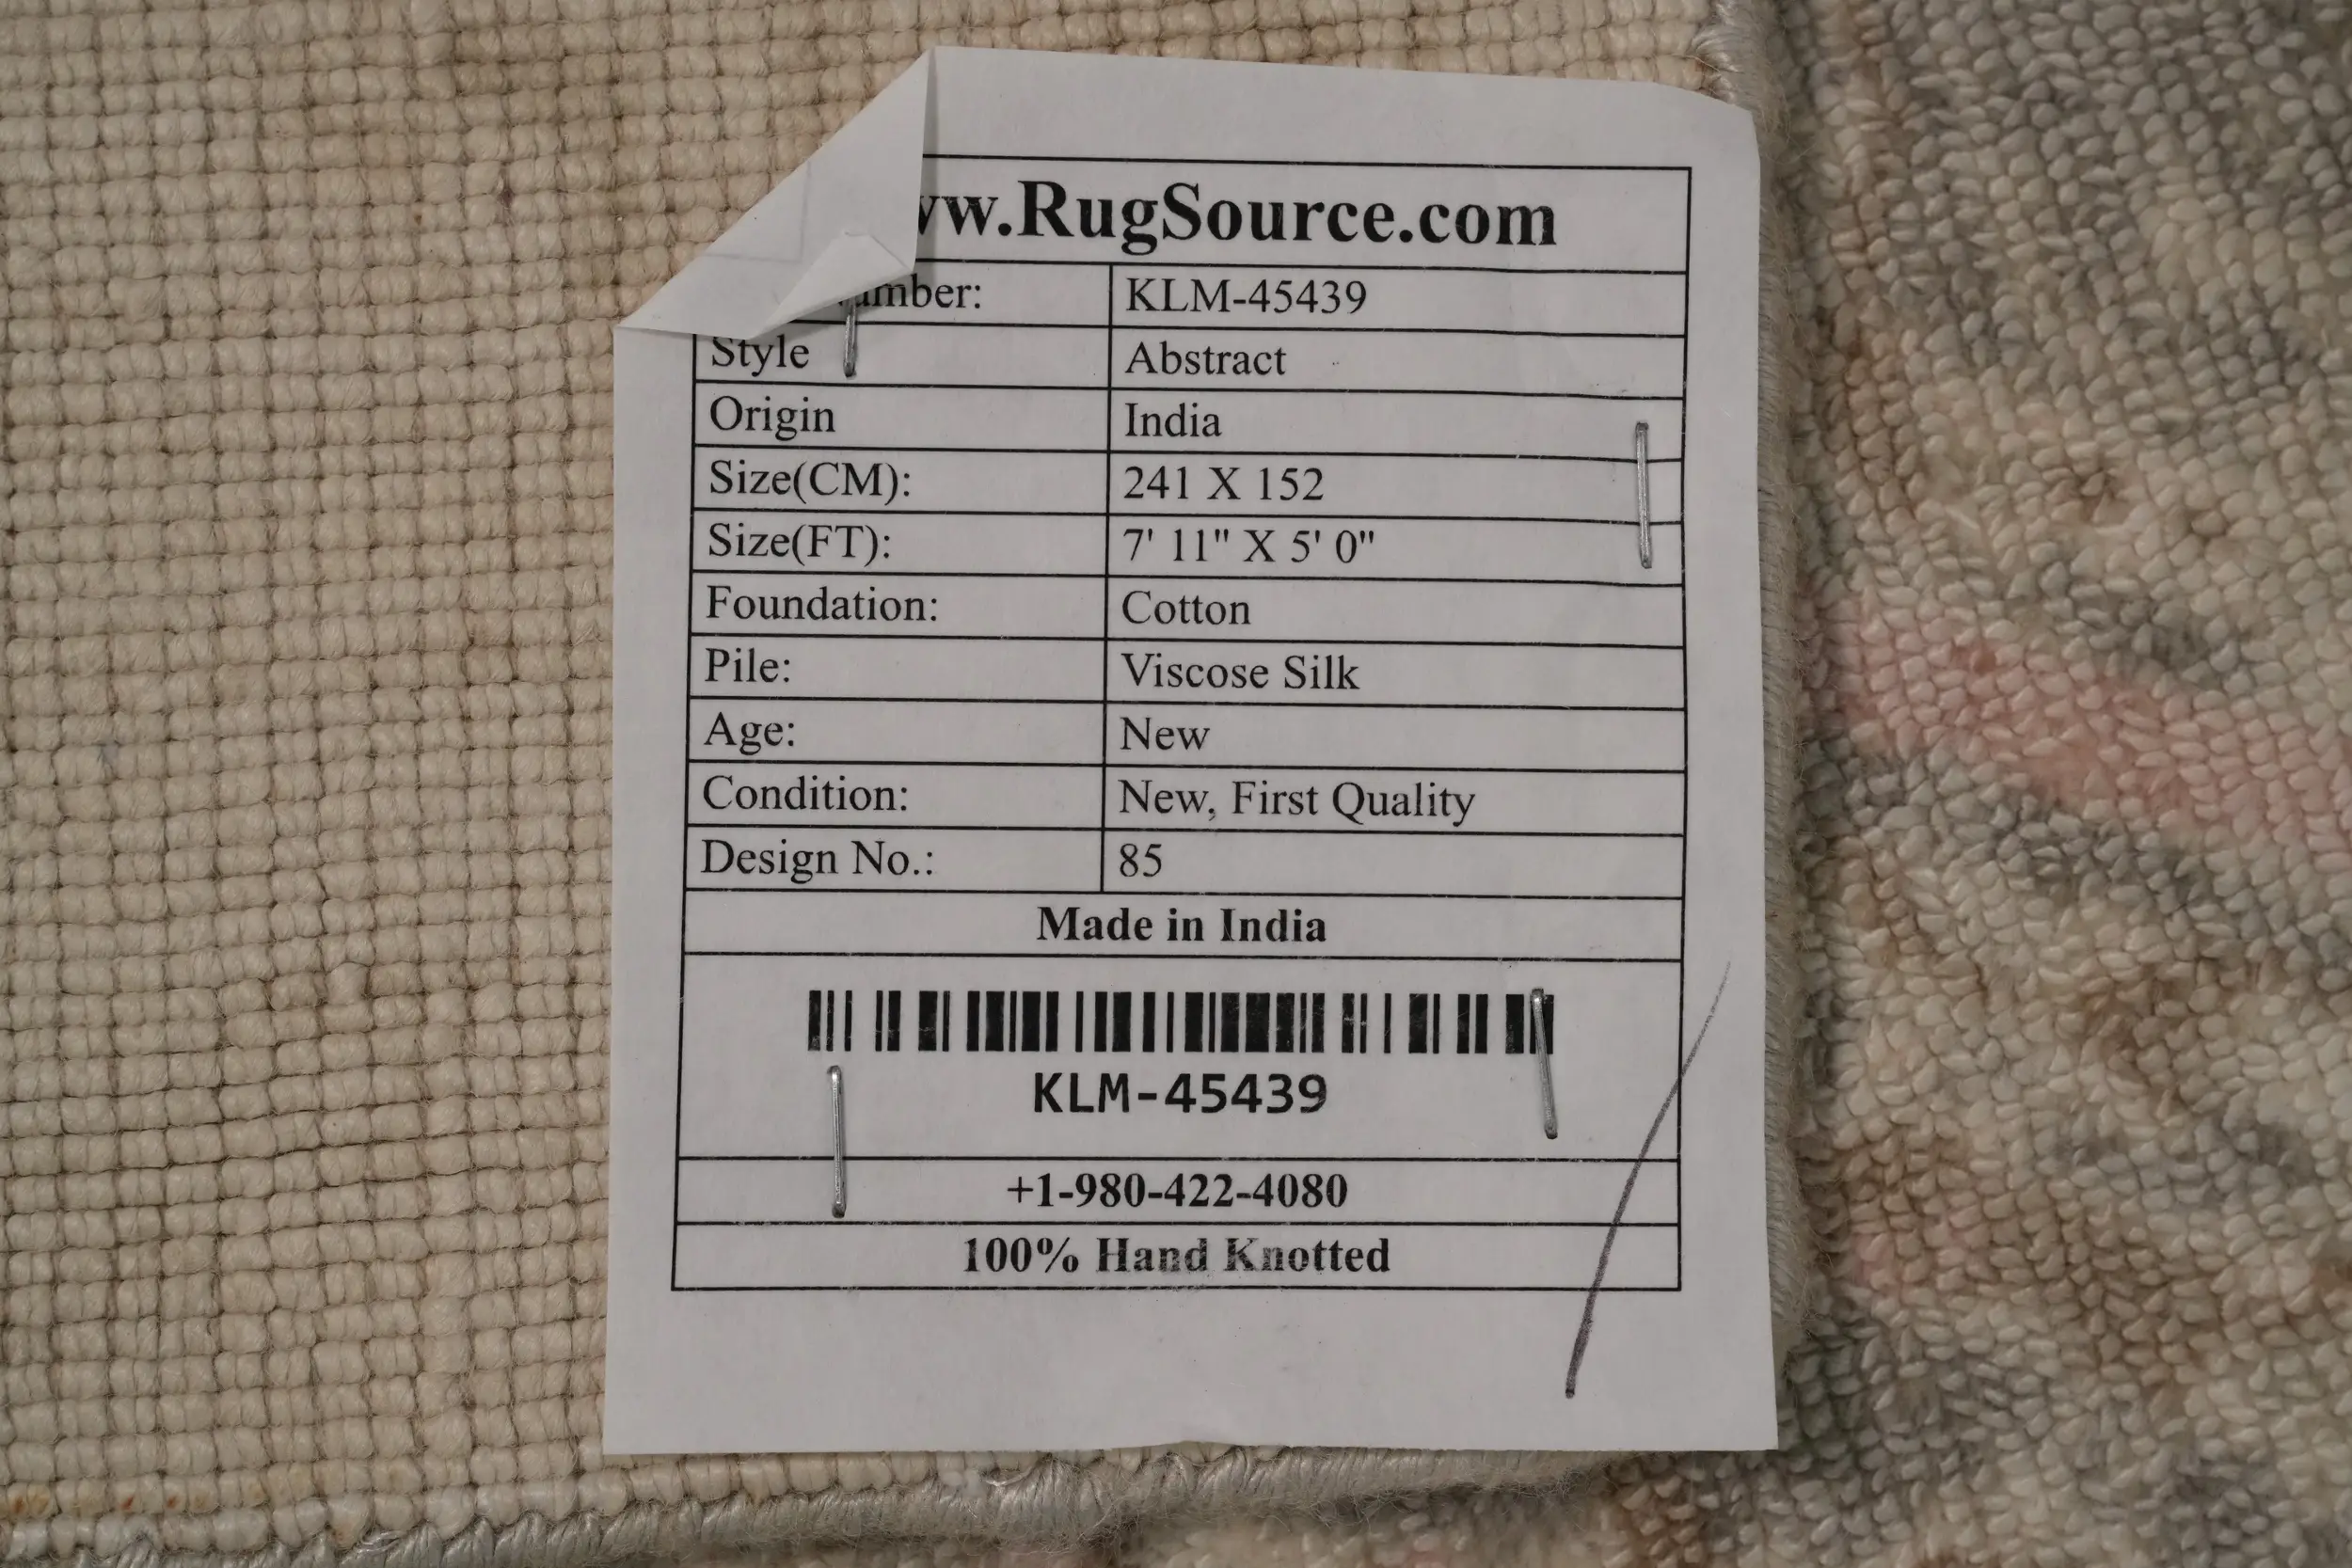 .RugSource.com
KLM-45439
Style Abstract
Origin India
Size(CM): 241 X 152
Size(FT): 7' 11" X 5' 0"
Foundation: Cotton
Pile: Viscose Silk
Age: New
Condition: New, First Quality
Design No.: 85
Made in India
KLM-45439
+1-980-422-4080
100% Hand Knotted